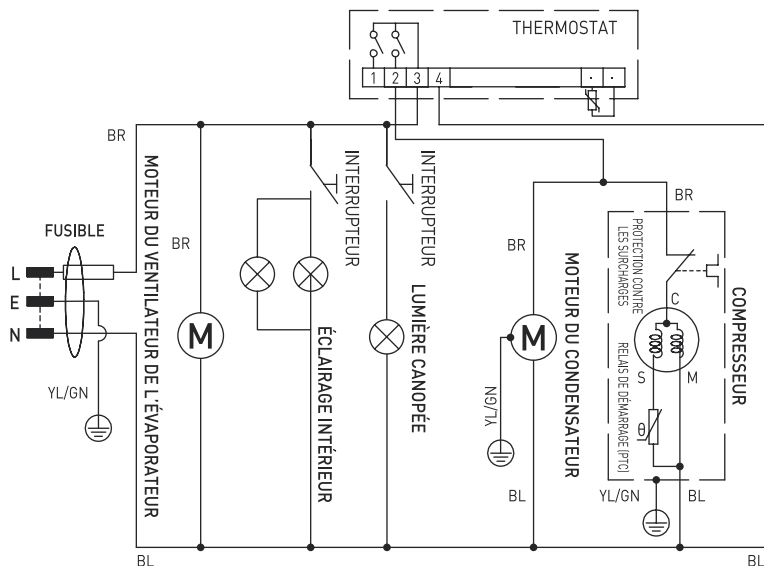 THERMOSTAT
1 2 3 4
BR
MOTEUR DU VENTILATEUR DE L'ÉVAPORATEUR
BR
INTERRUPTEUR
INTERRUPTEUR
FUSIBLE
L
E
N
YL/GN
M
ÉCLAIRAGE INTÉRIEUR
LUMIÈRE CANOPÉE
BR
M
YL/GN
MOTEUR DU CONDENSATEUR
BR
PROTECTION CONTRE
LES SURCHARGES
COMPRESSEUR
C
S
M
RELAIS DE DÉMARRAGE (PTC)
θ
BL
YL/GN
BL
BL
BL